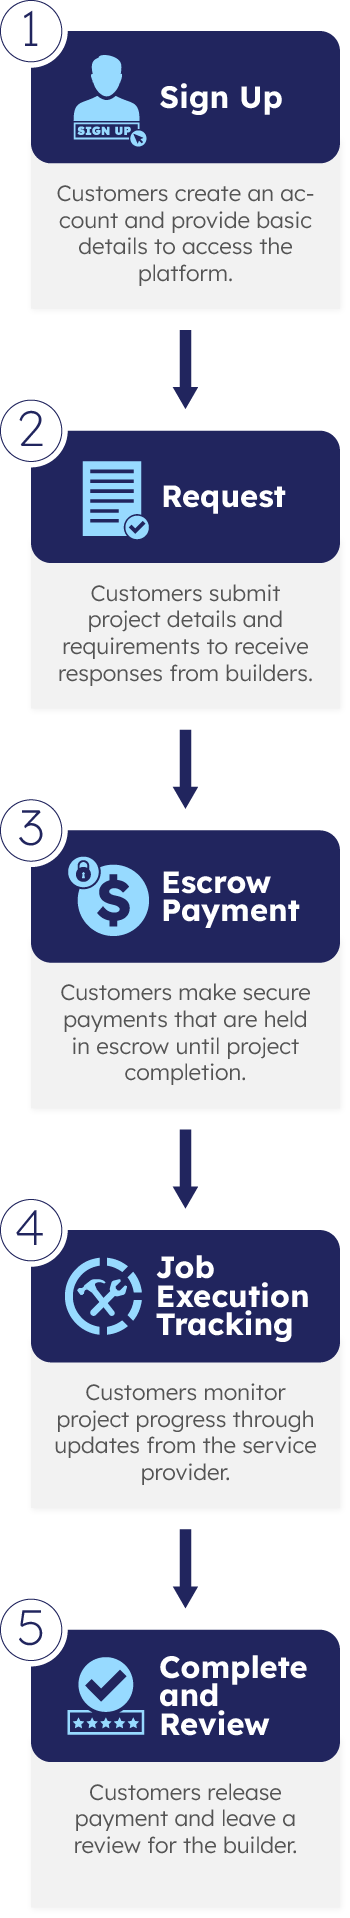 1
SIGN UP
Sign Up
Customers create an ac-
count and provide basic
details to access the
platform.
2
Request
Customers submit
project details and
requirements to receive
responses from builders.
3
$
Escrow
Payment
Customers make secure
payments that are held
in escrow until project
completion.
4
Job
Execution
Tracking
Customers monitor
project progress through
updates from the service
provider.
5
Complete
and
Review
Customers release
payment and leave a
review for the builder.